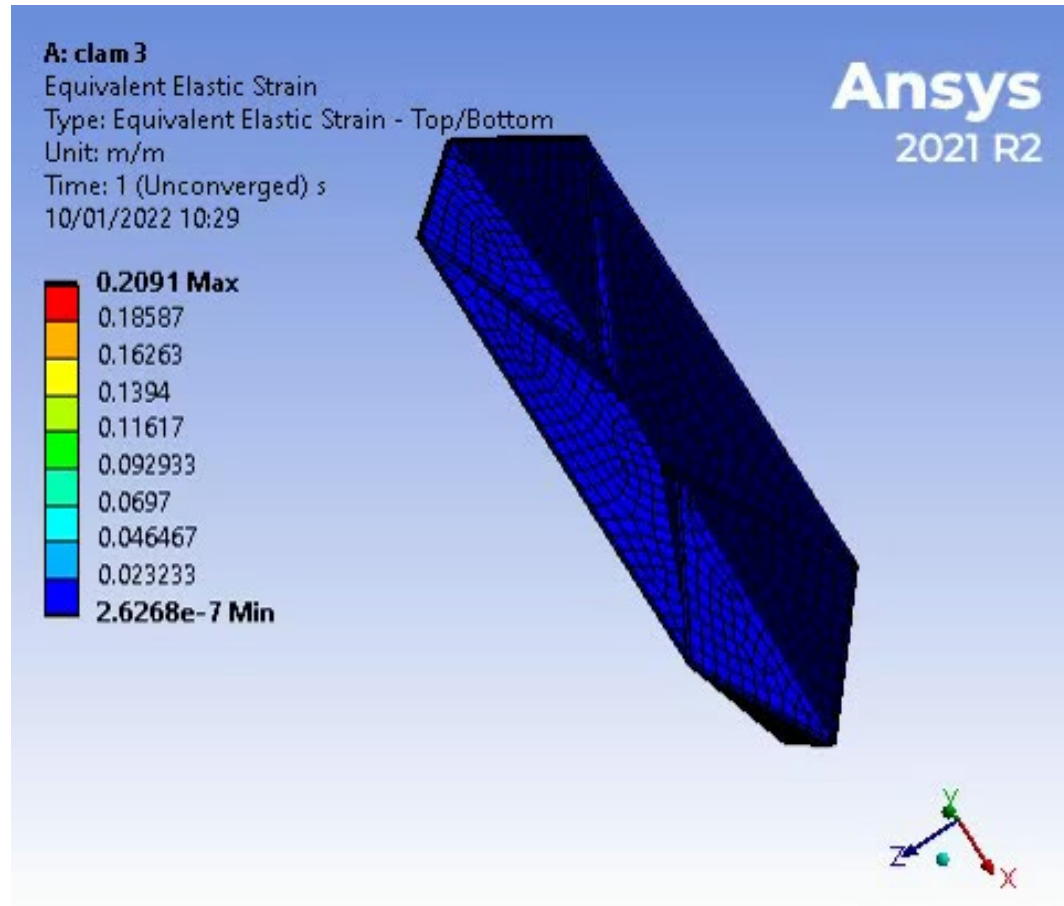 A: clam 3
Equivalent Elastic Strain
Type: Equivalent Elastic Strain - Top/Bottom
Unit: m/m
Time: 1 (Unconverged) s
10/01/2022 10:29
Ansys
2021 R2
0.2091 Max
0.18587
0.16263
0.1394
0.11617
0.092933
0.0697
0.046467
0.023233
2.6268e-7 Min
Y
Z
X